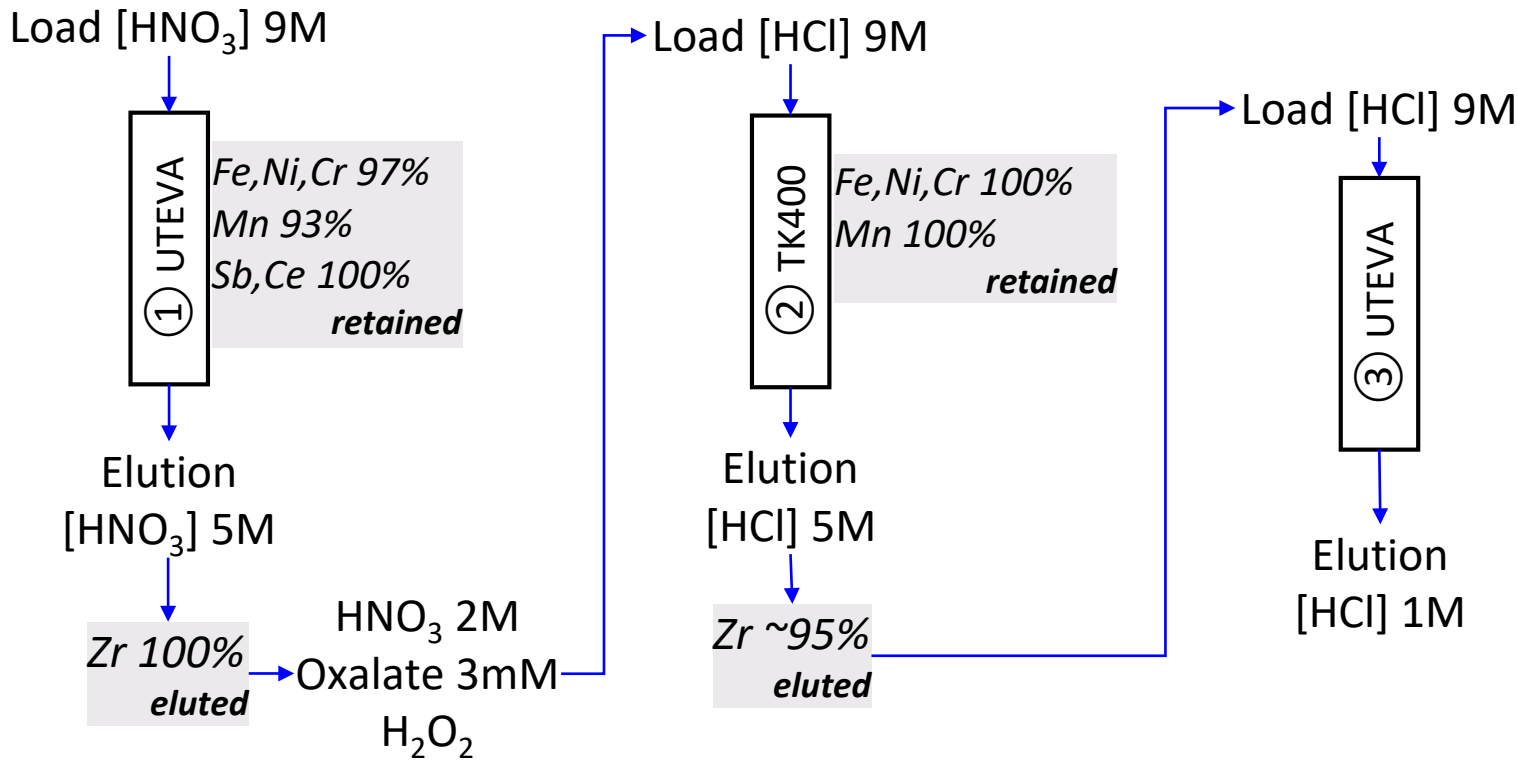 Load [HNO₃] 9M
① UTEVA
Fe,Ni,Cr 97%
Mn 93%
Sb,Ce 100%
retained
Elution
[HNO₃] 5M
Zr 100%
eluted
HNO₃ 2M
Oxalate 3mM
H₂O₂
Load [HCl] 9M
② TK400
Fe,Ni,Cr 100%
Mn 100%
retained
Elution
[HCl] 5M
Zr ~95%
eluted
Load [HCl] 9M
③ UTEVA
Elution
[HCl] 1M